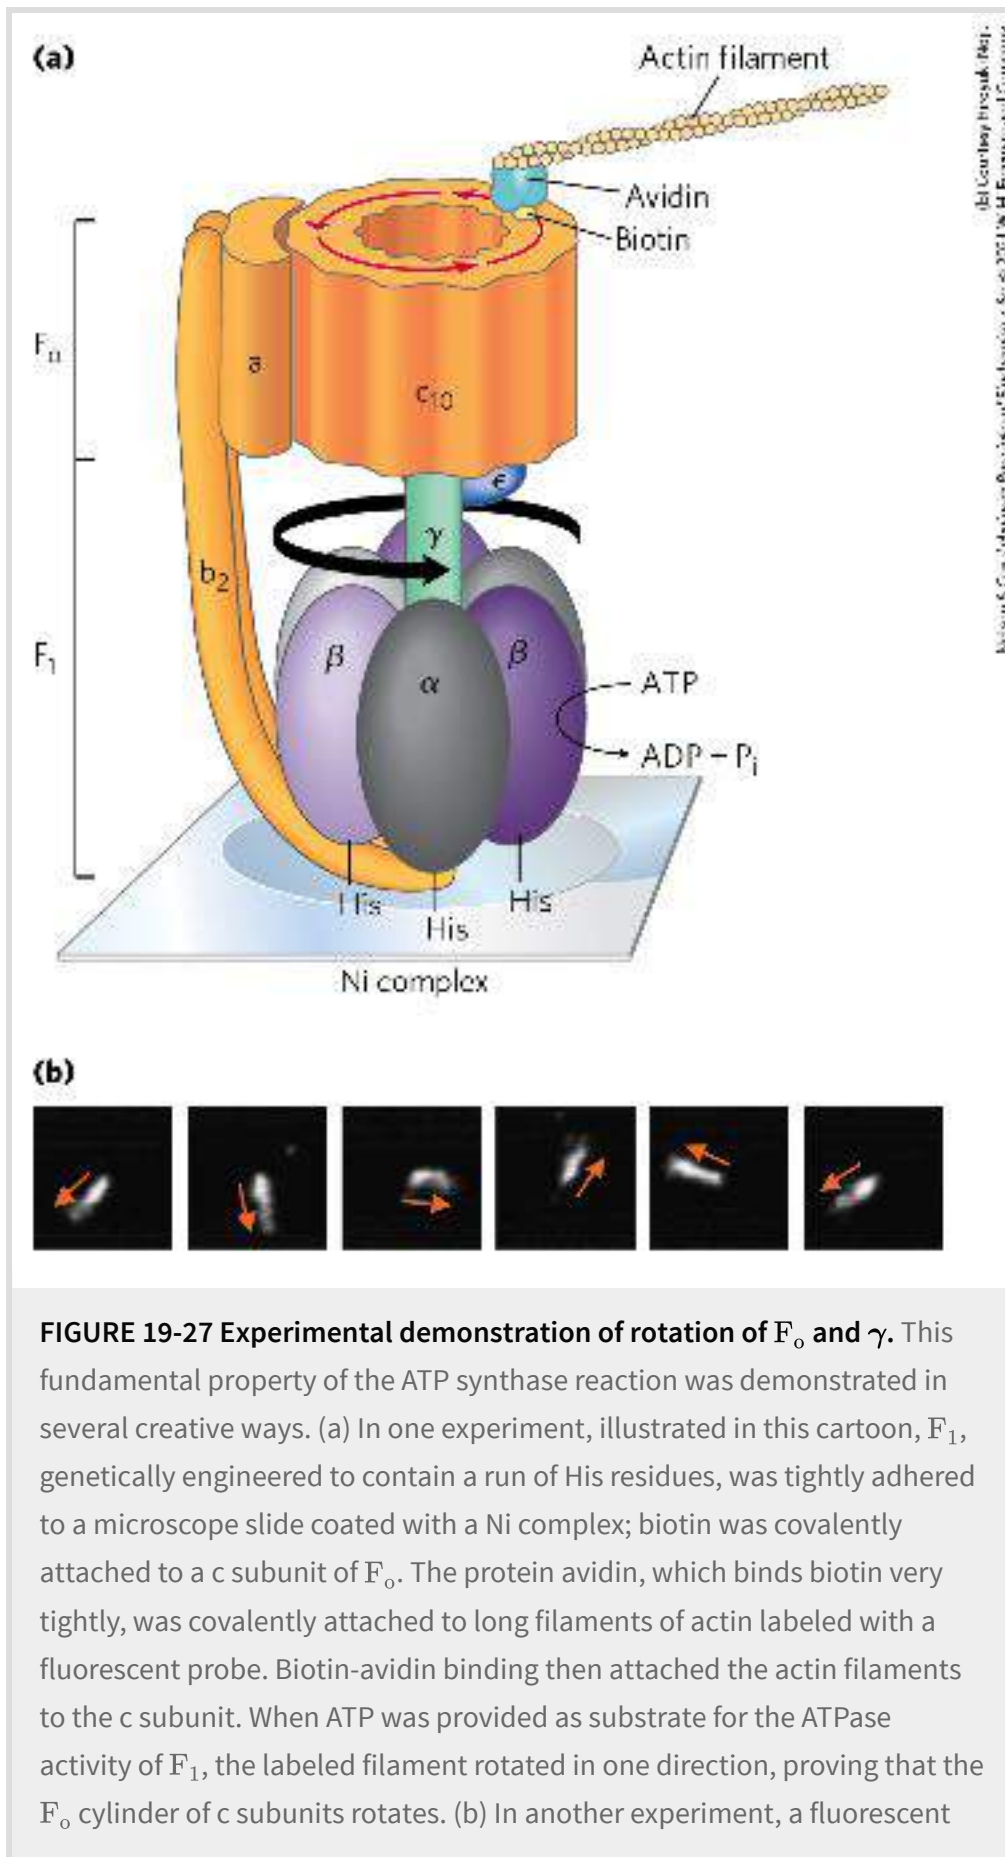 (a)
Actin filament
Avidin
Biotin
Fo
a
c10
ϵ
γ
b2
F1
β
α
β
ATP
ADP + Pi
His
His
His
Ni complex
(b) Courtesy
(b)
FIGURE 19-27 Experimental demonstration of rotation of Fo and γ. This
fundamental property of the ATP synthase reaction was demonstrated in
several creative ways. (a) In one experiment, illustrated in this cartoon, F1,
genetically engineered to contain a run of His residues, was tightly adhered
to a microscope slide coated with a Ni complex; biotin was covalently
attached to a c subunit of Fo. The protein avidin, which binds biotin very
tightly, was covalently attached to long filaments of actin labeled with a
fluorescent probe. Biotin-avidin binding then attached the actin filaments
to the c subunit. When ATP was provided as substrate for the ATPase
activity of F1, the labeled filament rotated in one direction, proving that the
Fo cylinder of c subunits rotates. (b) In another experiment, a fluorescent